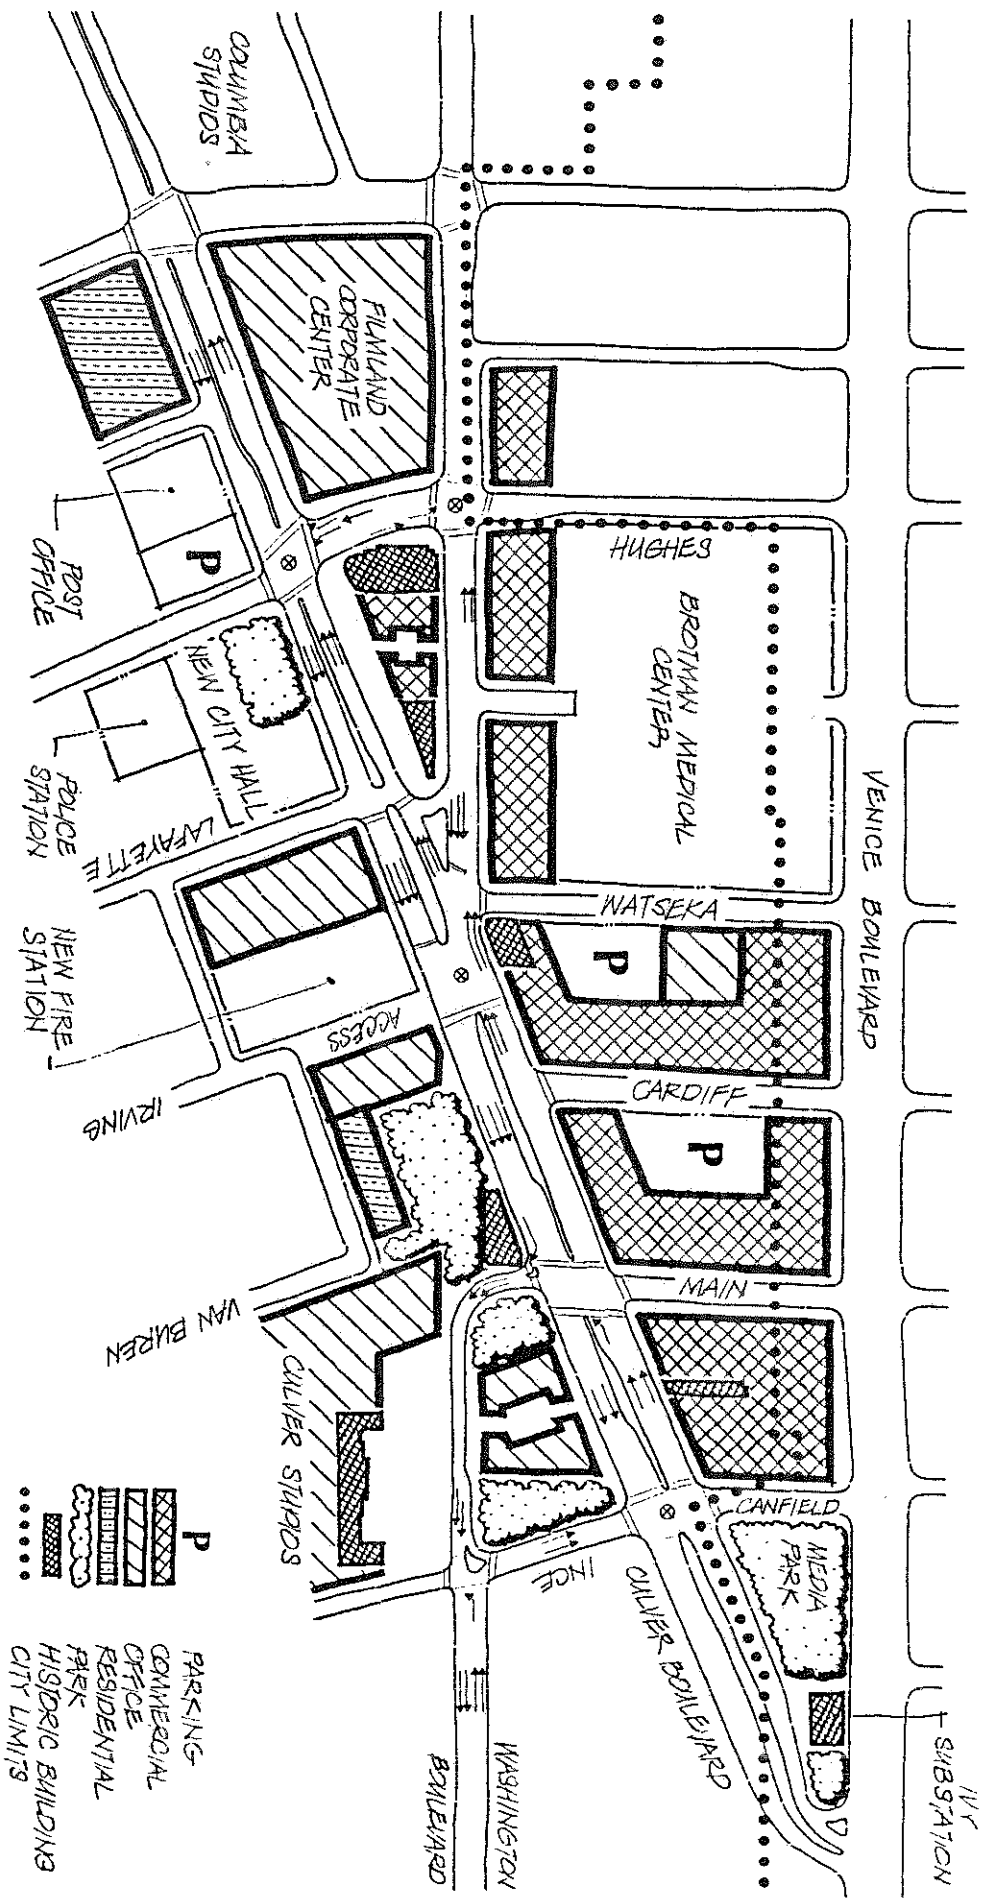 COLUMBIA
STUDIOS
FILMLAND
CORPORATE
CENTER
POST
OFFICE
P
NEW CITY HALL
POLICE
STATION
LAFAYETTE
NEW FIRE
STATION
ACCESS
IRVING
VAN BUREN
CULVER STUDIOS
HUGHES
BROTMAN MEDICAL
CENTER
VENICE BOULEVARD
WATSEKA
P
CARDIFF
P
MAIN
CANFIELD
MEDIA
PARK
IVY
SUBSTATION
INCE
CULVER BOULEVARD
WASHINGTON
BOULEVARD
P PARKING
COMMERCIAL
OFFICE
RESIDENTIAL
PARK
HISTORIC BUILDING
CITY LIMITS